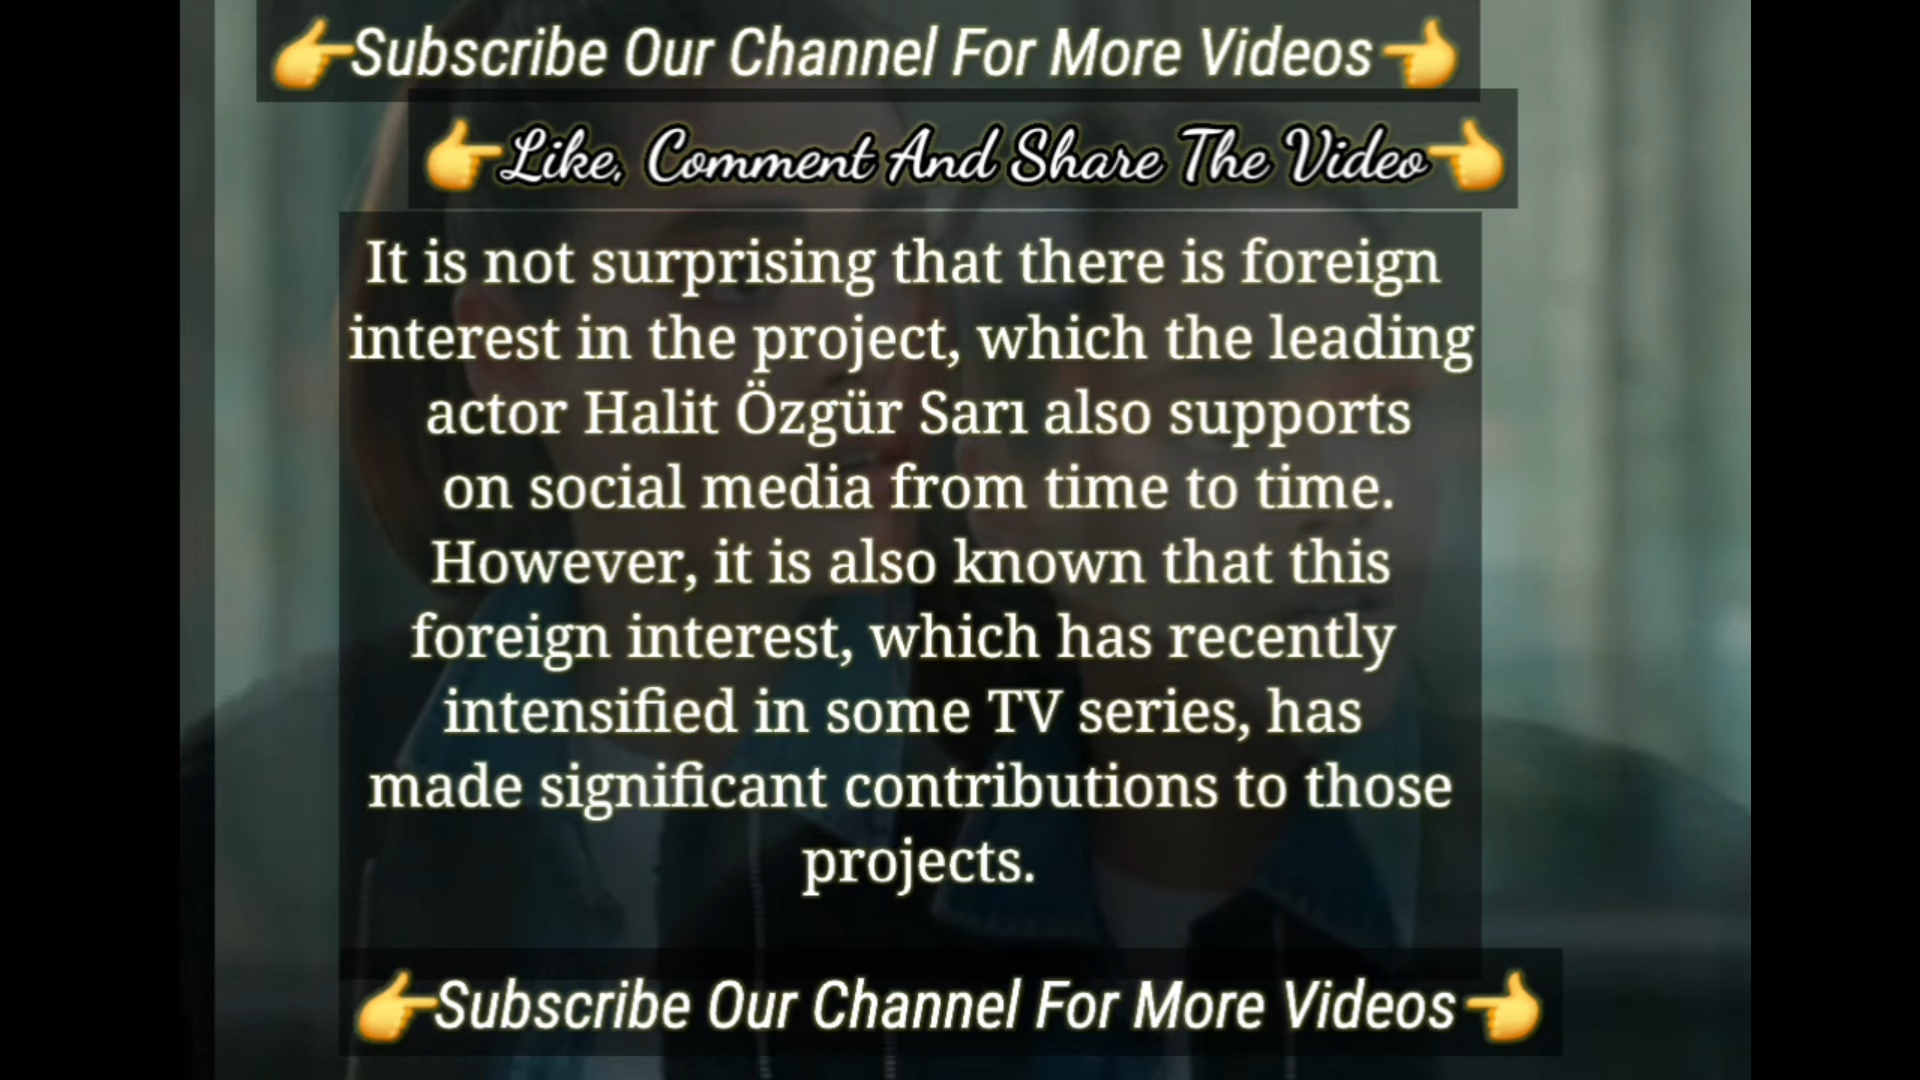 👉Subscribe Our Channel For More Videos👈
👉Like, Comment And Share The Video👈
It is not surprising that there is foreign
interest in the project, which the leading
actor Halit Özgür Sarı also supports
on social media from time to time.
However, it is also known that this
foreign interest, which has recently
intensified in some TV series, has
made significant contributions to those
projects.
👉Subscribe Our Channel For More Videos👈